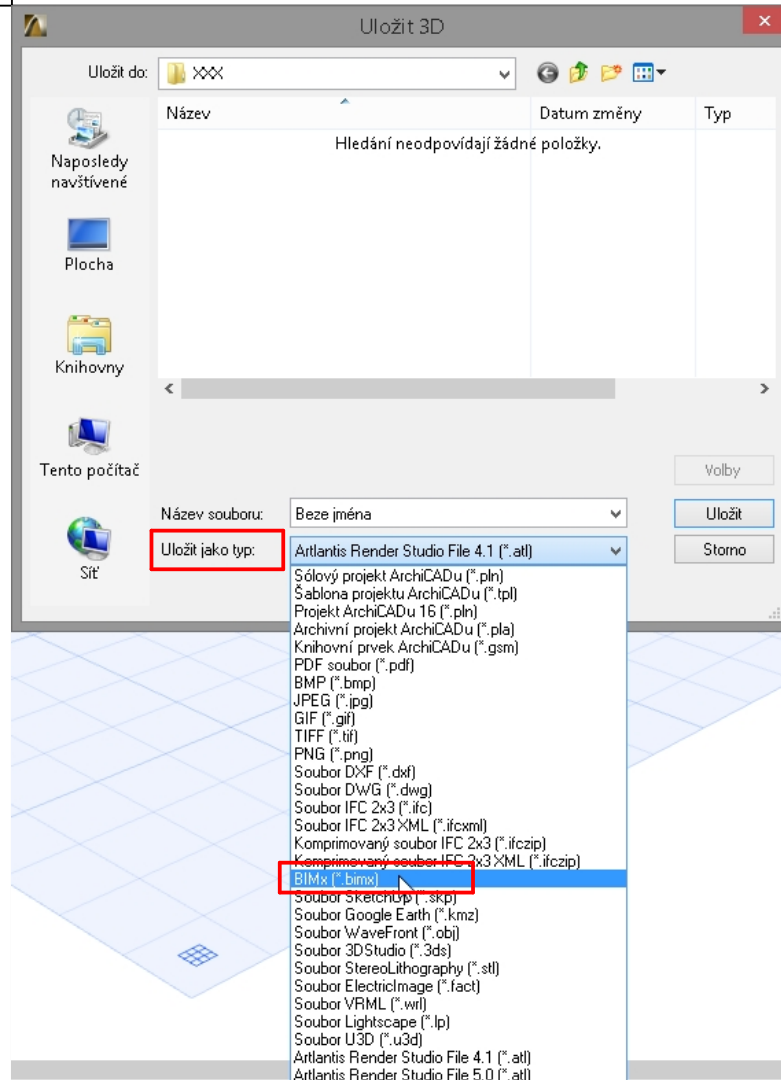 Uložit 3D
Uložit do:
XXX
Název
Datum změny
Typ
Hledání neodpovídají žádné položky.
Naposledy
navštívené
Plocha
Knihovny
Tento počítač
Síť
Volby
Název souboru:
Beze jména
Uložit
Uložit jako typ:
Artlantis Render Studio File 4.1 (*.atl)
Storno
Sólový projekt ArchiCADu (*.pln)
Šablona projektu ArchiCADu (*.tpl)
Projekt ArchiCADu 16 (*.pln)
Archivní projekt ArchiCADu (*.pla)
Knihovní prvek ArchiCADu (*.gsm)
PDF soubor (*.pdf)
BMP (*.bmp)
JPEG (*.jpg)
GIF (*.gif)
TIFF (*.tif)
PNG (*.png)
Soubor DXF (*.dxf)
Soubor DWG (*.dwg)
Soubor IFC 2x3 (*.ifc)
Soubor IFC 2x3 XML (*.ifcxml)
Komprimovaný soubor IFC 2x3 (*.ifczip)
Komprimovaný soubor IFC 2x3 XML (*.ifczip)
BIMx (*.bimx)
Soubor SketchUp (*.skp)
Soubor Google Earth (*.kmz)
Soubor WaveFront (*.obj)
Soubor 3DStudio (*.3ds)
Soubor StereoLithography (*.stl)
Soubor ElectricImage (*.fact)
Soubor VRML (*.wrl)
Soubor Lightscape (*.lp)
Soubor U3D (*.u3d)
Artlantis Render Studio File 4.1 (*.atl)
Artlantis Render Studio File 5.0 (*.atl)